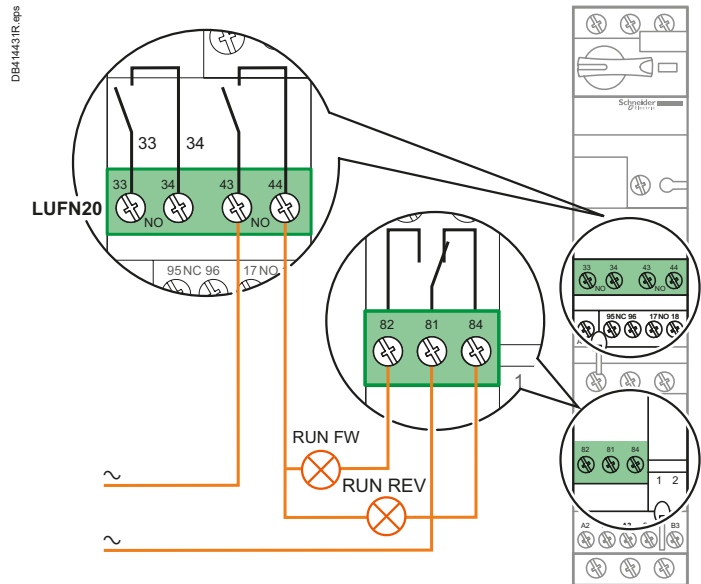 DB414431R.eps
33 34
33 34 43 44
LUFN20
NO NO
95 NC 96 17 NO
82 81 84
1
RUN FW
RUN REV
~
~
Schneider
Electric
33 34 43 44
NO NO
95 NC 96 17 NO 18
82 81 84
1 2
A2 B3